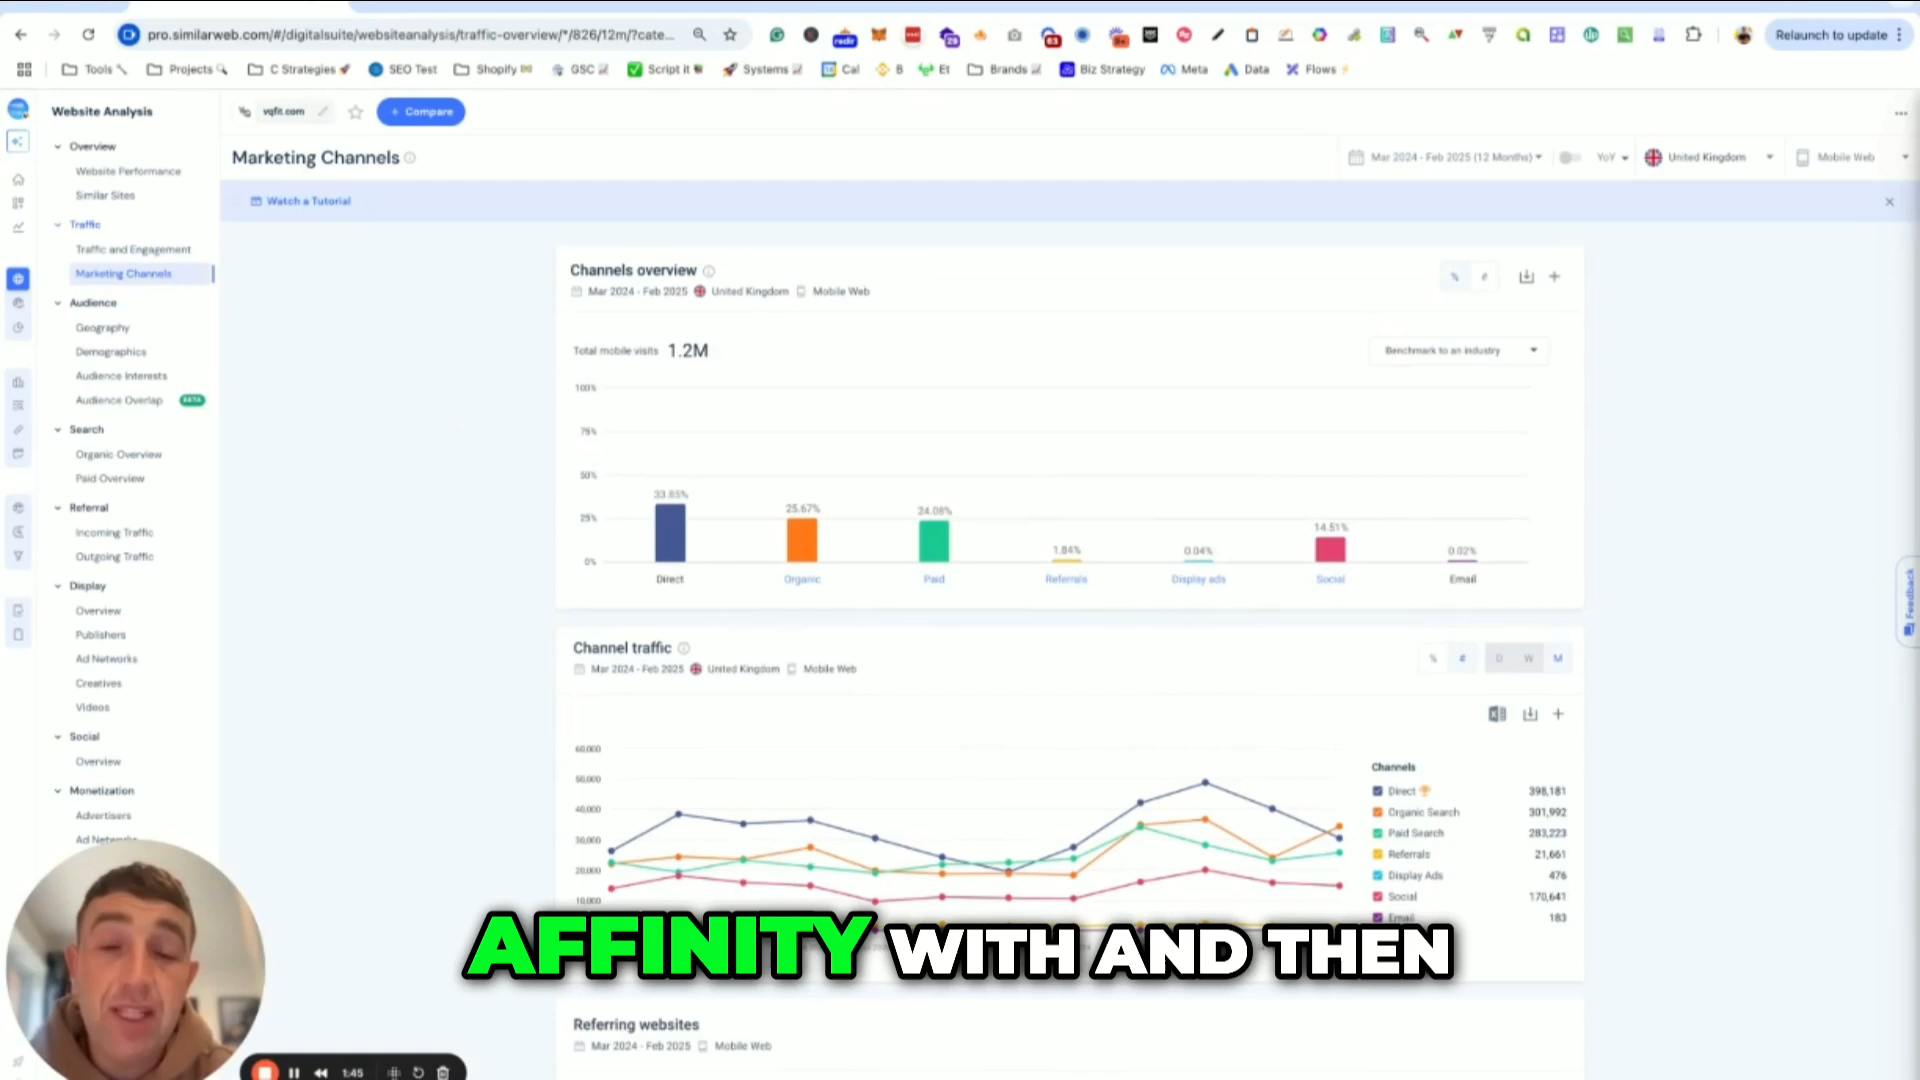 pro.similarweb.com/#/digitalsuite/websiteanalysis/traffic-overview/*/826/12m/?cate...
Relaunch to update
Tools
Projects
C Strategies
SEO Test
Shopify
GSC
Script it
Systems
Cal
B
Et
Brands
Biz Strategy
Meta
Data
Flows
Website Analysis
vqfit.com
+ Compare
Overview
Website Performance
Similar Sites
Traffic
Traffic and Engagement
Marketing Channels
Audience
Geography
Demographics
Audience Interests
Audience Overlap BETA
Search
Organic Overview
Paid Overview
Referral
Incoming Traffic
Outgoing Traffic
Display
Overview
Publishers
Ad Networks
Creatives
Videos
Social
Overview
Monetization
Advertisers
Marketing Channels
Mar 2024 - Feb 2025 (12 Months)
YoY
United Kingdom
Mobile Web
Watch a Tutorial
Channels overview
Mar 2024 - Feb 2025 United Kingdom Mobile Web
% #
Total mobile visits 1.2M
Benchmark to an industry
100%
75%
50%
25%
0%
33.85%
25.67%
24.08%
1.84%
0.04%
14.51%
0.02%
Direct
Organic
Paid
Referrals
Display ads
Social
Email
Feedback
Channel traffic
Mar 2024 - Feb 2025 United Kingdom Mobile Web
% # D W M
60,000
50,000
40,000
30,000
20,000
10,000
Channels
Direct 398,181
Organic Search 301,992
Paid Search 283,223
Referrals 21,661
Display Ads 476
Social 170,641
Email 183
AFFINITY WITH AND THEN
Referring websites
Mar 2024 - Feb 2025 Mobile Web
1:45